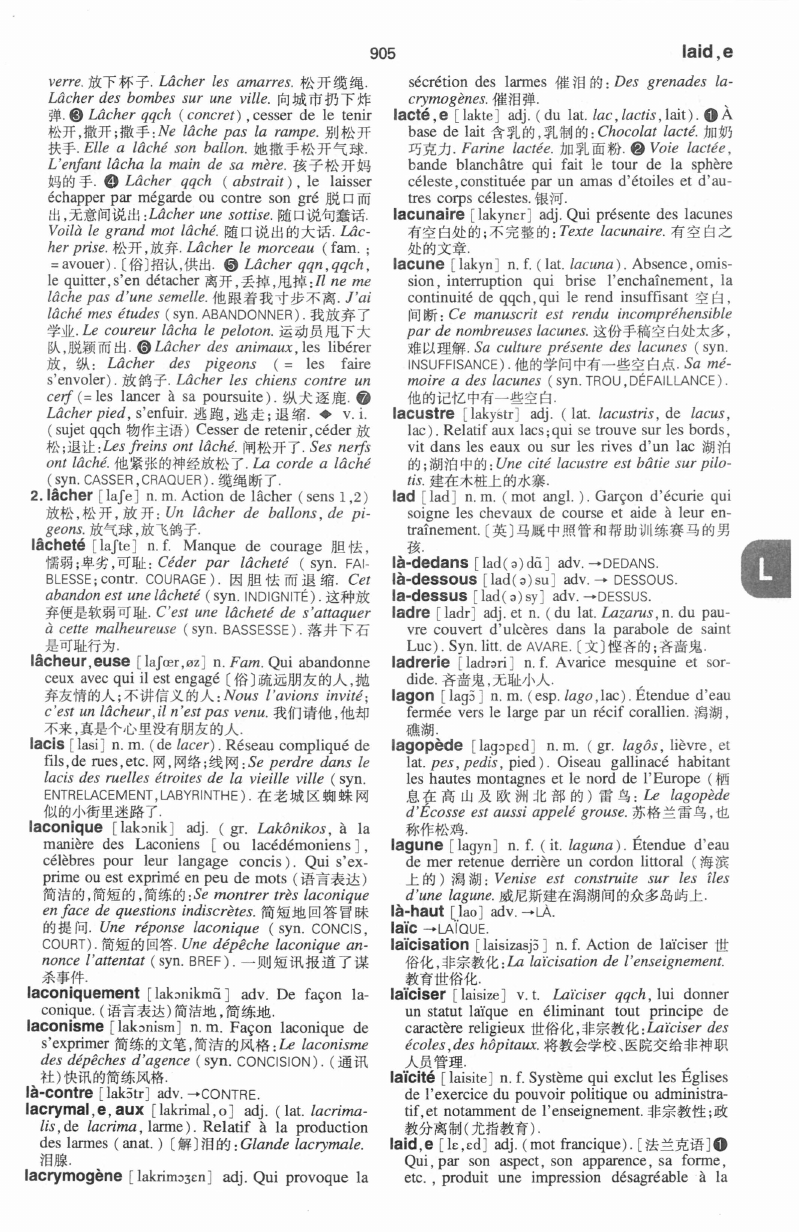 905
laid,e
verre. 放下杯子. Lâcher les amarres. 松开缆绳.
Lâcher des bombes sur une ville. 向城市扔下炸
弹. ❸ Lâcher qqch (concret), cesser de le tenir
松开,撒开;撒手:Ne lâche pas la rampe. 别松开
扶手. Elle a lâché son ballon. 她撒手松开气球.
L'enfant lâcha la main de sa mère. 孩子松开妈
妈的手. ❹ Lâcher qqch (abstrait), le laisser
échapper par mégarde ou contre son gré 脱口而
出,无意间说出:Lâcher une sottise. 随口说句蠢话.
Voilà le grand mot lâché. 随口说出的大话. Lâc-
her prise. 松开,放弃. Lâcher le morceau (fam. ;
=avouer). 〔俗〕招认,供出. ❺ Lâcher qqn,qqch,
le quitter,s'en détacher 离开,丢掉,甩掉:Il ne me
lâche pas d'une semelle. 他跟着我寸步不离. J'ai
lâché mes études (syn. ABANDONNER). 我放弃了
学业. Le coureur lâcha le peloton. 运动员甩下大
队,脱颖而出. ❻ Lâcher des animaux, les libérer
放, 纵: Lâcher des pigeons (= les faire
s'envoler). 放鸽子. Lâcher les chiens contre un
cerf (=les lancer à sa poursuite). 纵犬逐鹿. ❼
Lâcher pied, s'enfuir. 逃跑,逃走;退缩. ◆ v. i.
(sujet qqch 物作主语) Cesser de retenir,céder 放
松;退让:Les freins ont lâché. 闸松开了. Ses nerfs
ont lâché. 他紧张的神经放松了. La corde a lâché
(syn. CASSER,CRAQUER). 缆绳断了.
2. lâcher [laʃe] n. m. Action de lâcher (sens 1,2)
放松,松开,放开: Un lâcher de ballons, de pi-
geons. 放气球,放飞鸽子.
lâcheté [laʃte] n. f. Manque de courage 胆怯,
懦弱;卑劣,可耻: Céder par lâcheté (syn. FAI-
BLESSE; contr. COURAGE). 因胆怯而退缩. Cet
abandon est une lâcheté (syn. INDIGNITÉ). 这种放
弃便是软弱可耻. C'est une lâcheté de s'attaquer
à cette malheureuse (syn. BASSESSE). 落井下石
是可耻行为.
lâcheur,euse [laʃœr,øz] n. Fam. Qui abandonne
ceux avec qui il est engagé 〔俗〕疏远朋友的人,抛
弃友情的人;不讲信义的人:Nous l'avions invité;
c'est un lâcheur,il n'est pas venu. 我们请他,他却
不来,真是个心里没有朋友的人.
lacis [lasi] n. m. (de lacer). Réseau compliqué de
fils,de rues,etc. 网,网络;线网:Se perdre dans le
lacis des ruelles étroites de la vieille ville (syn.
ENTRELACEMENT, LABYRINTHE). 在老城区蜘蛛网
似的小街里迷路了.
laconique [lakɔnik] adj. (gr. Lakônikos, à la
manière des Laconiens [ou lacédémoniens],
célèbres pour leur langage concis). Qui s'ex-
prime ou est exprimé en peu de mots (语言表达)
简洁的,简短的,简练的:Se montrer très laconique
en face de questions indiscrètes. 简短地回答冒昧
的提问. Une réponse laconique (syn. CONCIS,
COURT). 简短的回答. Une dépêche laconique an-
nonce l'attentat (syn. BREF). 一则短讯报道了谋
杀事件.
laconiquement [lakɔnikmɑ̃] adv. De façon la-
conique. (语言表达)简洁地,简练地.
laconisme [lakɔnism] n. m. Façon laconique de
s'exprimer 简练的文笔,简洁的风格:Le laconisme
des dépêches d'agence (syn. CONCISION). (通讯
社)快讯的简练风格.
là-contre [lakɔ̃tr] adv. →CONTRE.
lacrymal,e,aux [lakrimal,o] adj. (lat. lacrima-
lis,de lacrima, larme). Relatif à la production
des larmes (anat.) 〔解〕泪的:Glande lacrymale.
泪腺.
lacrymogène [lakrimɔʒɛn] adj. Qui provoque la
sécrétion des larmes 催泪的: Des grenades la-
crymogènes. 催泪弹.
lacté,e [lakte] adj. (du lat. lac, lactis, lait). ❶ À
base de lait 含乳的,乳制的:Chocolat lacté. 加奶
巧克力. Farine lactée. 加乳面粉. ❷ Voie lactée,
bande blanchâtre qui fait le tour de la sphère
céleste,constituée par un amas d'étoiles et d'au-
tres corps célestes. 银河.
lacunaire [lakynɛr] adj. Qui présente des lacunes
有空白处的;不完整的:Texte lacunaire. 有空白之
处的文章.
lacune [lakyn] n. f. (lat. lacuna). Absence,omis-
sion, interruption qui brise l'enchaînement, la
continuité de qqch,qui le rend insuffisant 空白,
间断: Ce manuscrit est rendu incompréhensible
par de nombreuses lacunes. 这份手稿空白处太多,
难以理解. Sa culture présente des lacunes (syn.
INSUFFISANCE). 他的学问中有一些空白点. Sa mé-
moire a des lacunes (syn. TROU,DÉFAILLANCE).
他的记忆中有一些空白.
lacustre [lakystr] adj. (lat. lacustris, de lacus,
lac). Relatif aux lacs;qui se trouve sur les bords,
vit dans les eaux ou sur les rives d'un lac 湖泊
的;湖泊中的:Une cité lacustre est bâtie sur pilo-
tis. 建在木桩上的水寨.
lad [lad] n. m. (mot angl.). Garçon d'écurie qui
soigne les chevaux de course et aide à leur en-
traînement. [英]马厩中照管和帮助训练赛马的男
孩.
là-dedans [lad(ə)dɑ̃] adv. →DEDANS.
là-dessous [lad(ə)su] adv. → DESSOUS.
la-dessus [lad(ə)sy] adv. →DESSUS.
ladre [ladr] adj. et n. (du lat. Lazarus,n. du pau-
vre couvert d'ulcères dans la parabole de saint
Luc). Syn. litt. de AVARE. 〔文〕悭吝的;吝啬鬼.
ladrerie [ladrəri] n. f. Avarice mesquine et sor-
dide. 吝啬鬼,无耻小人.
lagon [lagɔ̃] n. m. (esp. lago,lac). Étendue d'eau
fermée vers le large par un récif corallien. 潟湖,
礁湖.
lagopède [lagɔpɛd] n. m. (gr. lagôs, lièvre, et
lat. pes, pedis, pied). Oiseau gallinacé habitant
les hautes montagnes et le nord de l'Europe (栖
息在高山及欧洲北部的)雷鸟: Le lagopède
d'Écosse est aussi appelé grouse. 苏格兰雷鸟,也
称作松鸡.
lagune [lagyn] n. f. (it. laguna). Étendue d'eau
de mer retenue derrière un cordon littoral (海滨
上的)潟湖: Venise est construite sur les îles
d'une lagune. 威尼斯建在潟湖间的众多岛屿上.
là-haut [lao] adv. →LÀ.
laïc →LAÏQUE.
laïcisation [laisizasjɔ̃] n. f. Action de laïciser 世
俗化,非宗教化:La laïcisation de l'enseignement.
教育世俗化.
laïciser [laisize] v. t. Laïciser qqch, lui donner
un statut laïque en éliminant tout principe de
caractère religieux 世俗化,非宗教化:Laïciser des
écoles,des hôpitaux. 将教会学校、医院交给非神职
人员管理.
laïcité [laisite] n. f. Système qui exclut les Églises
de l'exercice du pouvoir politique ou administra-
tif,et notamment de l'enseignement. 非宗教性;政
教分离制(尤指教育).
laid,e [lɛ,ɛd] adj. (mot francique). [法兰克语]❶
Qui, par son aspect, son apparence, sa forme,
etc. , produit une impression désagréable à la
L